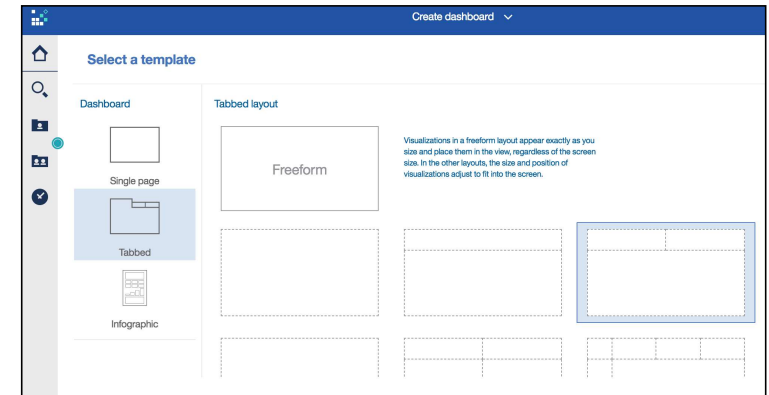 Create dashboard
Select a template
Dashboard
Tabbed layout
Single page
Tabbed
Infographic
Freeform
Visualizations in a freeform layout appear exactly as you
size and place them in the view, regardless of the screen
size. In the other layouts, the size and position of
visualizations adjust to fit into the screen.